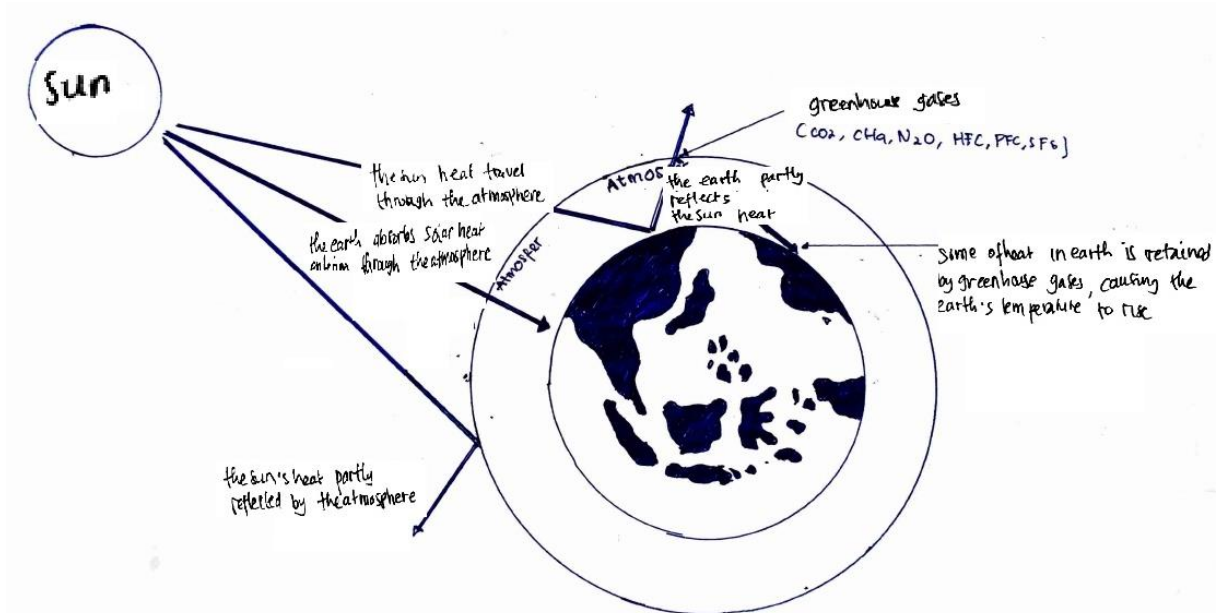 Sun
greenhouse gases
(CO2, CH4, N2O, HFC, PFC, SF6]
the sun heat travel
through the atmosphere
Atmos
the earth partly
reflects
the sun heat
the earth absorbs solar heat
through the atmosphere
Atmosfer
some of heat in earth is retained
by greenhouse gases, causing the
earth's temperature to rise
the sun's heat partly
reflected by the atmosphere